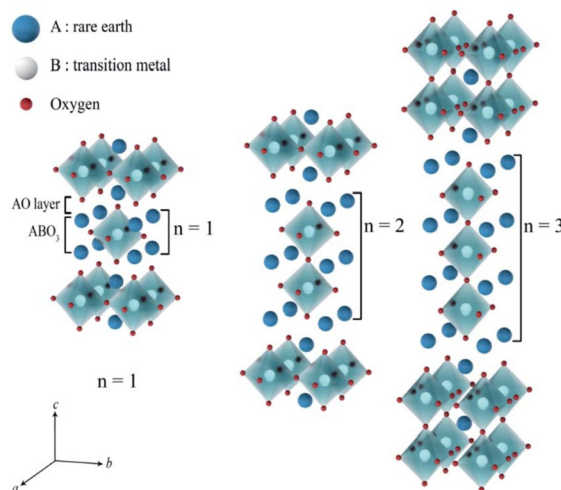 A : rare earth
B : transition metal
Oxygen
AO layer
ABO₃
n = 1
n = 2
n = 3
n = 1
c
b
a